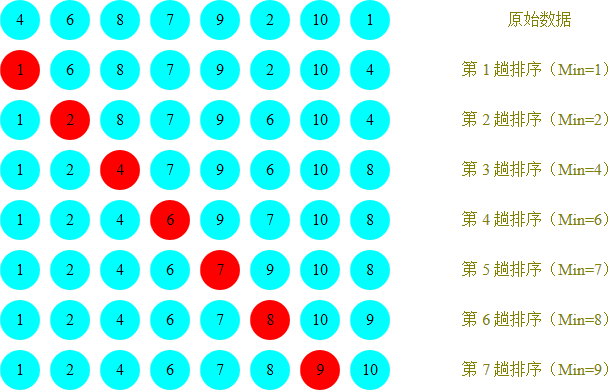 4 6 8 7 9 2 10 1 原始数据
1 6 8 7 9 2 10 4 第 1 趟排序（Min=1）
1 2 8 7 9 6 10 4 第 2 趟排序（Min=2）
1 2 4 7 9 6 10 8 第 3 趟排序（Min=4）
1 2 4 6 9 7 10 8 第 4 趟排序（Min=6）
1 2 4 6 7 9 10 8 第 5 趟排序（Min=7）
1 2 4 6 7 8 10 9 第 6 趟排序（Min=8）
1 2 4 6 7 8 9 10 第 7 趟排序（Min=9）